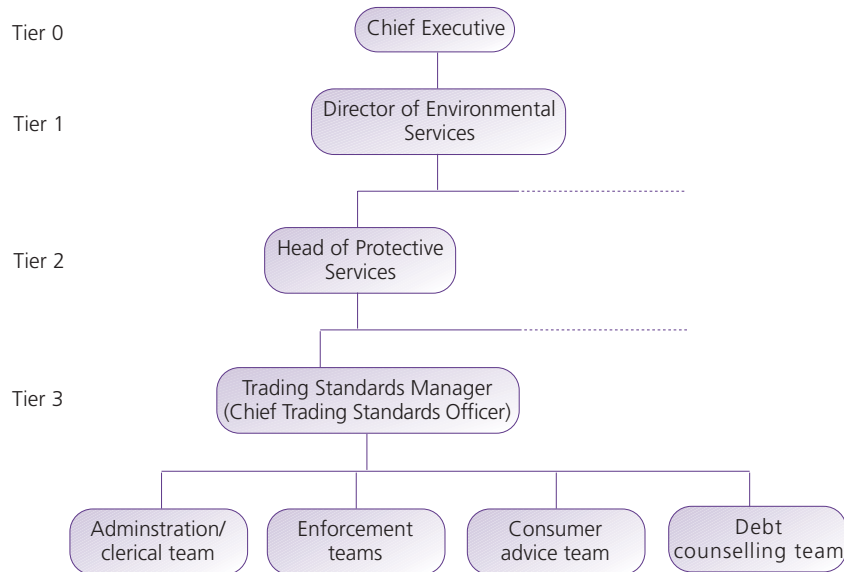 Tier 0
Chief Executive
Tier 1
Director of Environmental
Services
Tier 2
Head of Protective
Services
Tier 3
Trading Standards Manager
(Chief Trading Standards Officer)
Adminstration/
clerical team
Enforcement
teams
Consumer
advice team
Debt
counselling team